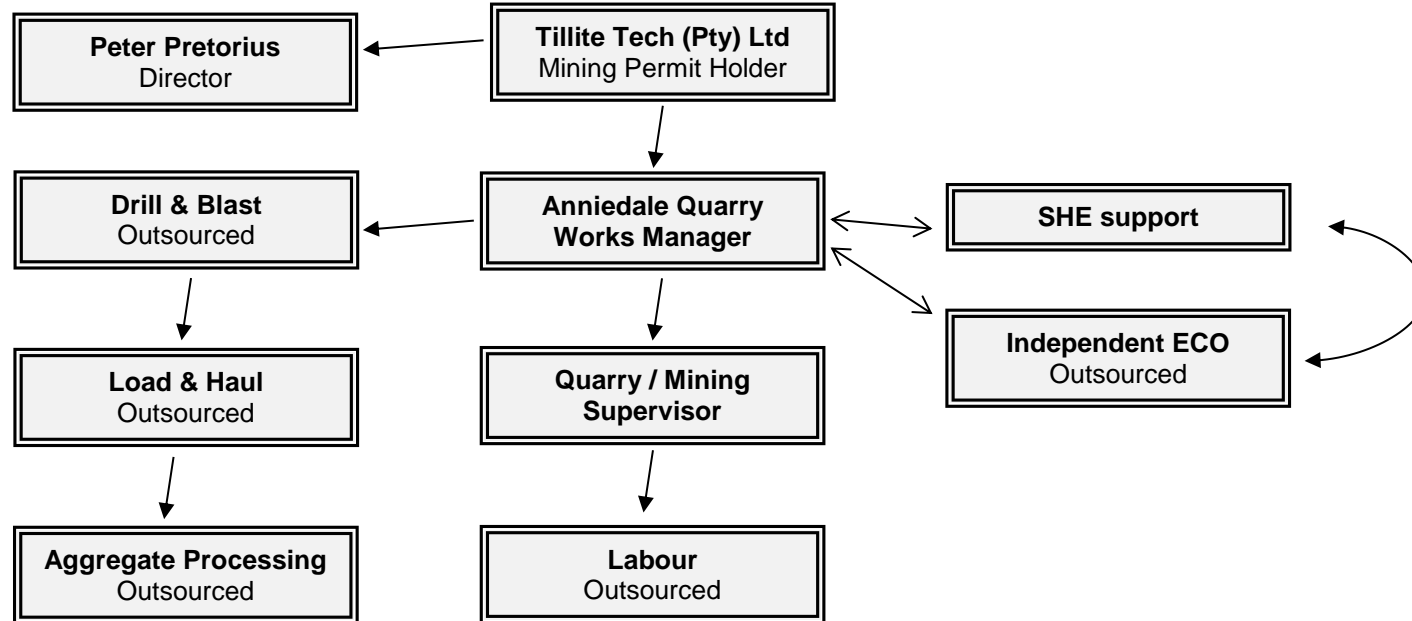 Peter Pretorius
Director
Tillite Tech (Pty) Ltd
Mining Permit Holder
Drill & Blast
Outsourced
Anniedale Quarry
Works Manager
SHE support
Load & Haul
Outsourced
Quarry / Mining
Supervisor
Independent ECO
Outsourced
Aggregate Processing
Outsourced
Labour
Outsourced